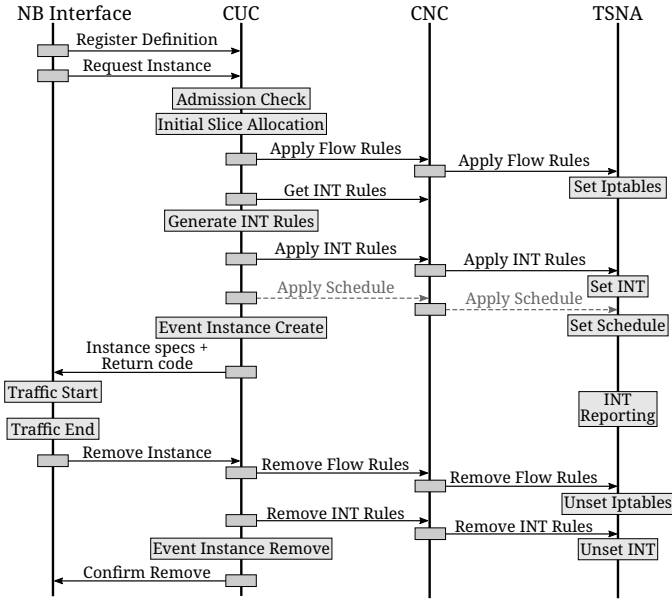 NB Interface
CUC
CNC
TSNA
Register Definition
Request Instance
Admission Check
Initial Slice Allocation
Apply Flow Rules
Apply Flow Rules
Set Iptables
Get INT Rules
Generate INT Rules
Apply INT Rules
Apply INT Rules
Set INT
Apply Schedule
Apply Schedule
Event Instance Create
Set Schedule
Instance specs +
Return code
Traffic Start
INT
Reporting
Traffic End
Remove Instance
Remove Flow Rules
Remove Flow Rules
Unset Iptables
Remove INT Rules
Remove INT Rules
Event Instance Remove
Unset INT
Confirm Remove